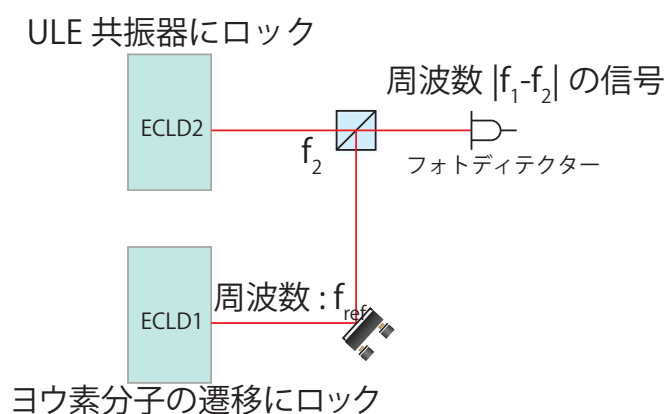 ULE 共振器にロック
周波数 |f₁-f₂| の信号
ECLD2
f₂
フォトディテクター
周波数 : f_ref
ECLD1
ヨウ素分子の遷移にロック